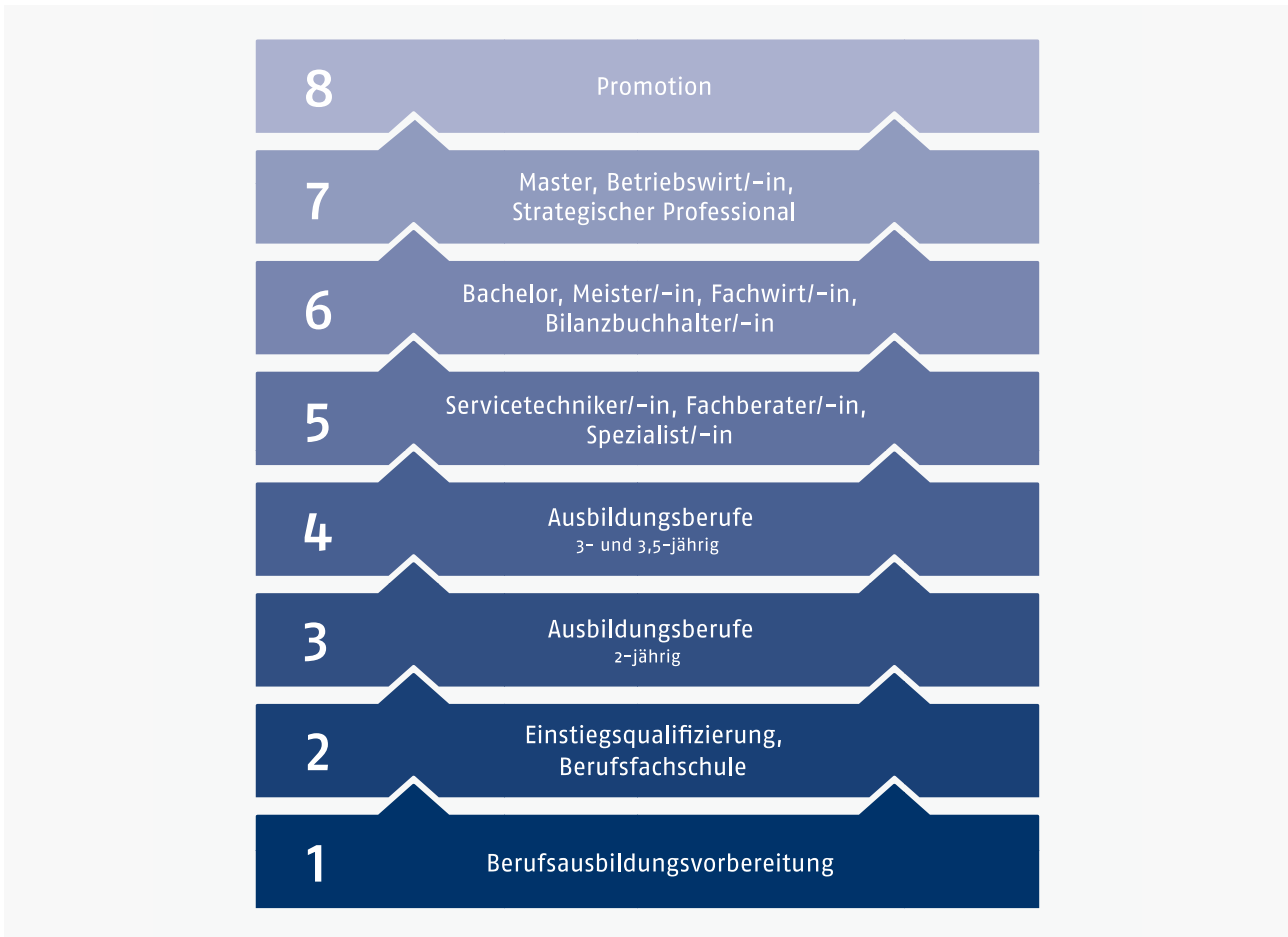 8
Promotion
7
Master, Betriebswirt/-in,
Strategischer Professional
6
Bachelor, Meister/-in, Fachwirt/-in,
Bilanzbuchhalter/-in
5
Servicetechniker/-in, Fachberater/-in,
Spezialist/-in
4
Ausbildungsberufe
3- und 3,5-jährig
3
Ausbildungsberufe
2-jährig
2
Einstiegsqualifizierung,
Berufsfachschule
1
Berufsausbildungsvorbereitung